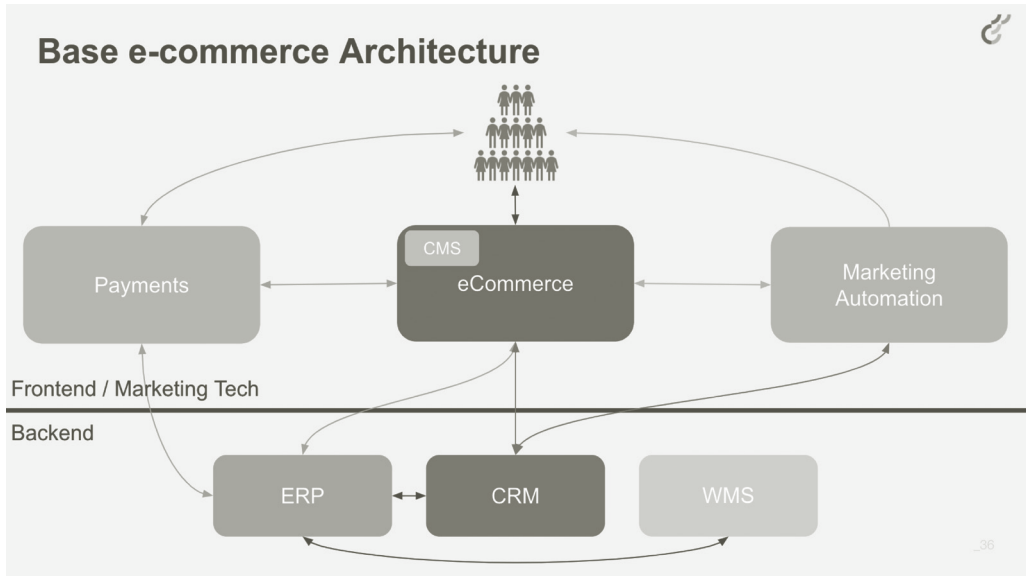 Base e-commerce Architecture
CMS
Payments
eCommerce
Marketing
Automation
Frontend / Marketing Tech
Backend
ERP
CRM
WMS
_36